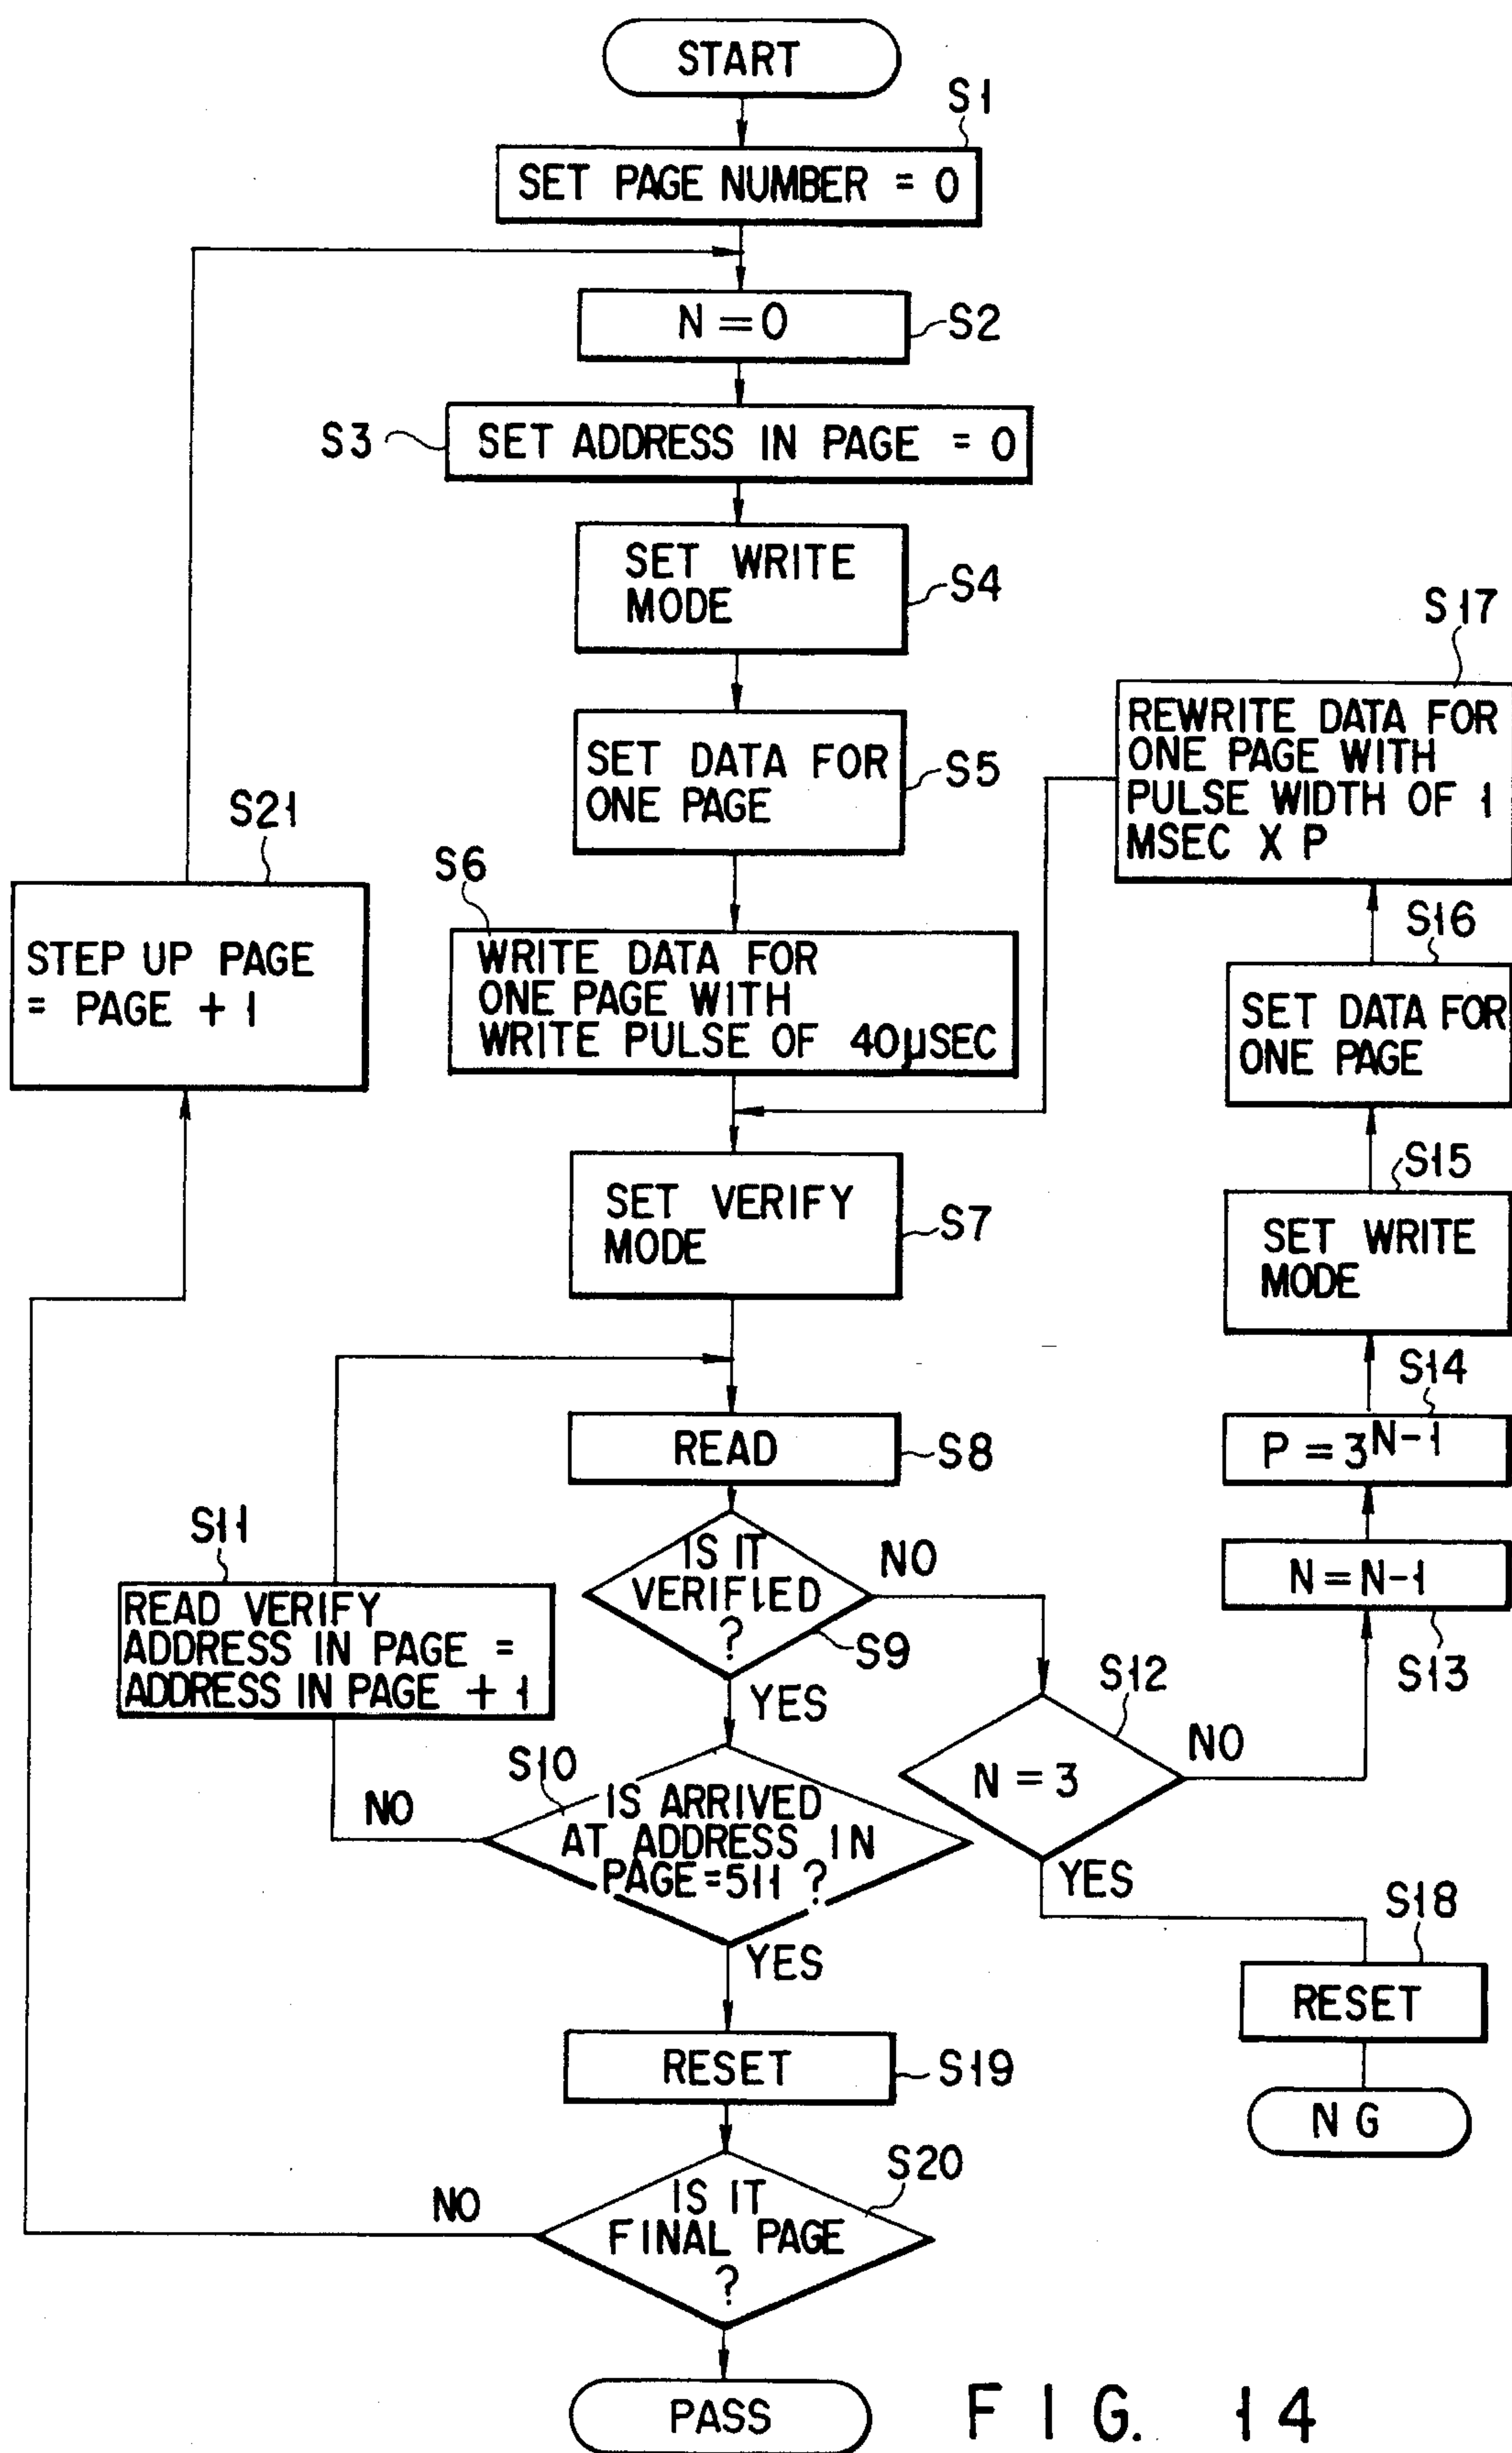 START
S1
SET PAGE NUMBER = 0
N = 0
S2
S3
SET ADDRESS IN PAGE = 0
SET WRITE
MODE
S4
SET DATA FOR
ONE PAGE
S5
S6
WRITE DATA FOR
ONE PAGE WITH
WRITE PULSE OF 40μSEC
SET VERIFY
MODE
S7
READ
S8
IS IT
VERIFIED
?
S9
NO
YES
S10
IS ARRIVED
AT ADDRESS IN
PAGE=511 ?
NO
YES
S11
READ VERIFY
ADDRESS IN PAGE =
ADDRESS IN PAGE + 1
S12
N = 3
NO
YES
S13
N = N-1
S14
P = 3^N-1
S15
SET WRITE
MODE
S16
SET DATA FOR
ONE PAGE
S17
REWRITE DATA FOR
ONE PAGE WITH
PULSE WIDTH OF 1
MSEC X P
S18
RESET
NG
RESET
S19
S20
IS IT
FINAL PAGE
?
NO
S21
STEP UP PAGE
= PAGE + 1
PASS
FIG. 14